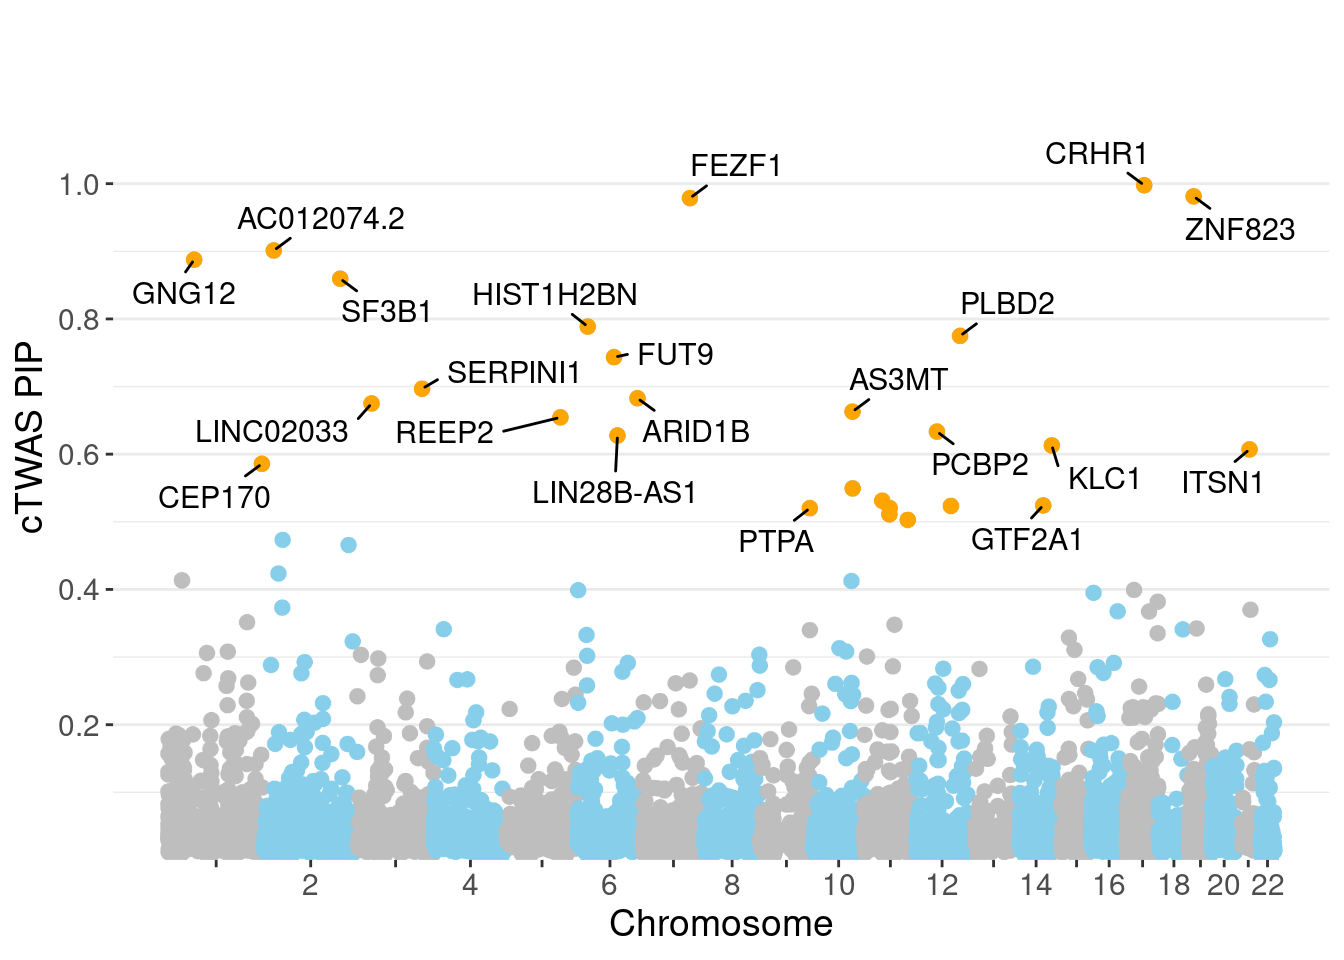 CRHR1
FEZF1
1.0
AC012074.2
ZNF823
GNG12
SF3B1
HIST1H2BN
PLBD2
0.8
FUT9
SERPINI1
AS3MT
LINC02033
REEP2
ARID1B
0.6
PCBP2
KLC1
ITSN1
CEP170
LIN28B-AS1
PTPA
GTF2A1
0.4
0.2
cTWAS PIP
2 4 6 8 10 12 14 16 18 20 22
Chromosome